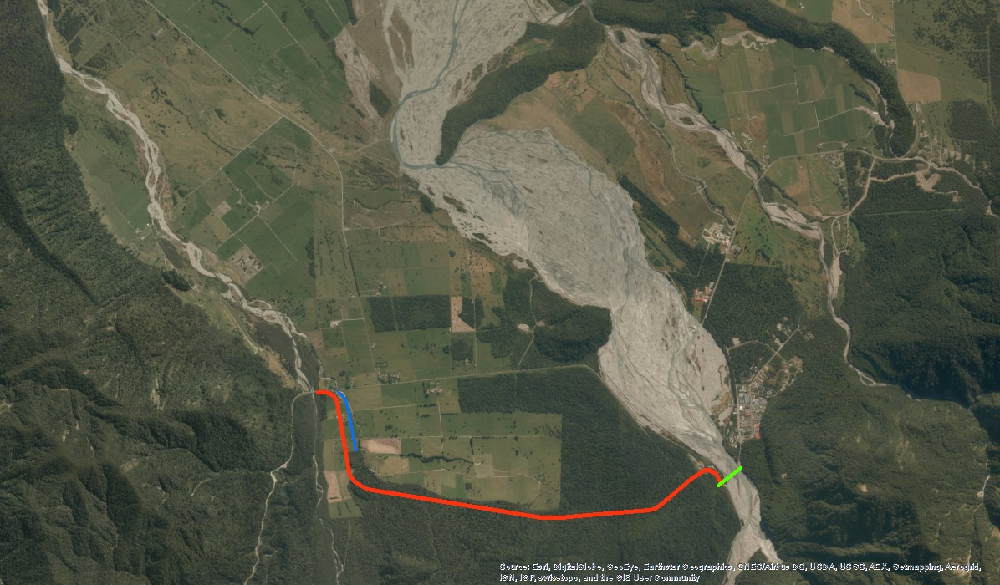 Source: Esri, DigitalGlobe, GeoEye, Earthstar Geographics, CNES/Airbus DS, USDA, USGS, AEX, Getmapping, Aerogrid,
IGN, IGP, swisstopo, and the GIS User Community